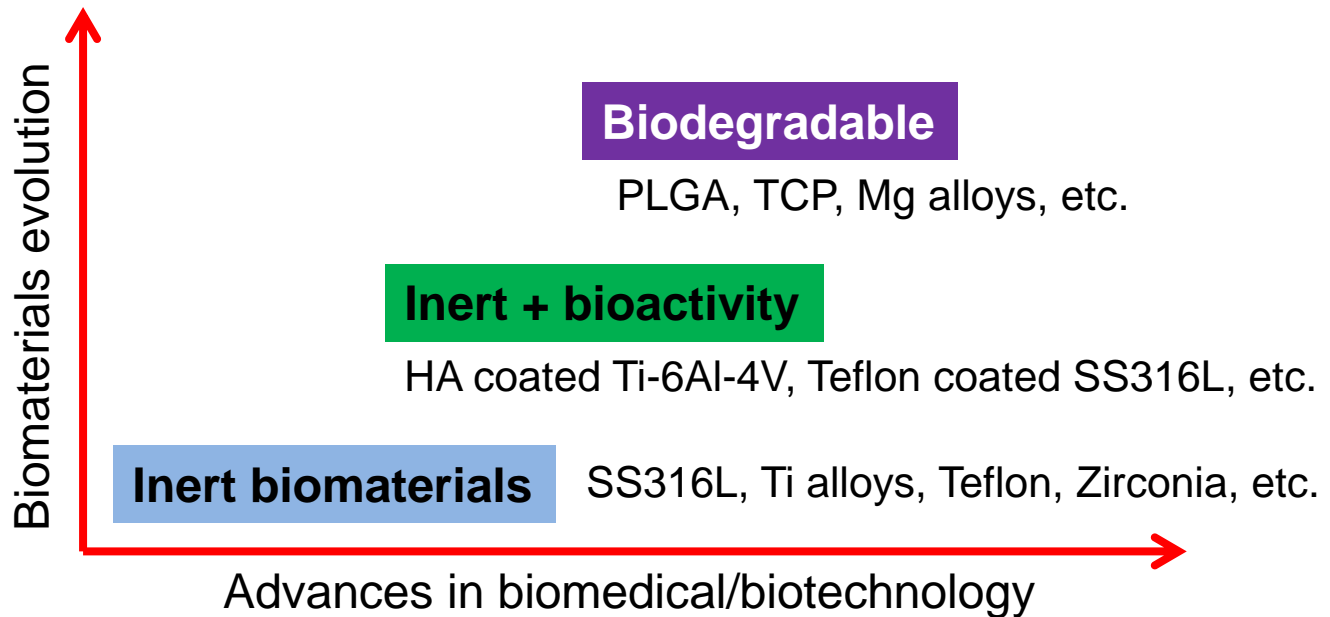 Biomaterials evolution
Biodegradable
PLGA, TCP, Mg alloys, etc.
Inert + bioactivity
HA coated Ti-6Al-4V, Teflon coated SS316L, etc.
Inert biomaterials
SS316L, Ti alloys, Teflon, Zirconia, etc.
Advances in biomedical/biotechnology